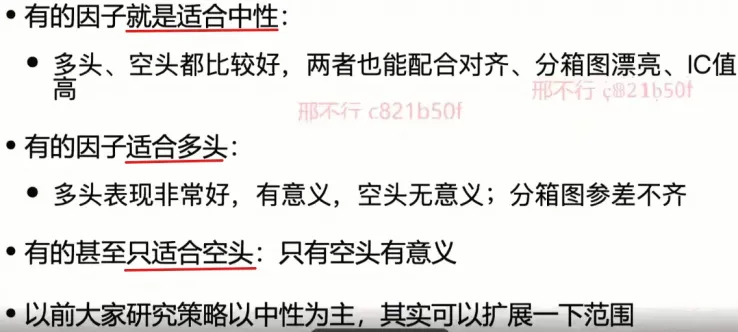 • 有的因子就是适合中性：
• 多头、空头都比较好，两者也能配合对齐、分箱图漂亮、IC值
高
邢不行 c821b50f
邢不行 c821b50f
• 有的因子适合多头：
• 多头表现非常好，有意义，空头无意义；分箱图参差不齐
• 有的甚至只适合空头：只有空头有意义
• 以前大家研究策略以中性为主，其实可以扩展一下范围